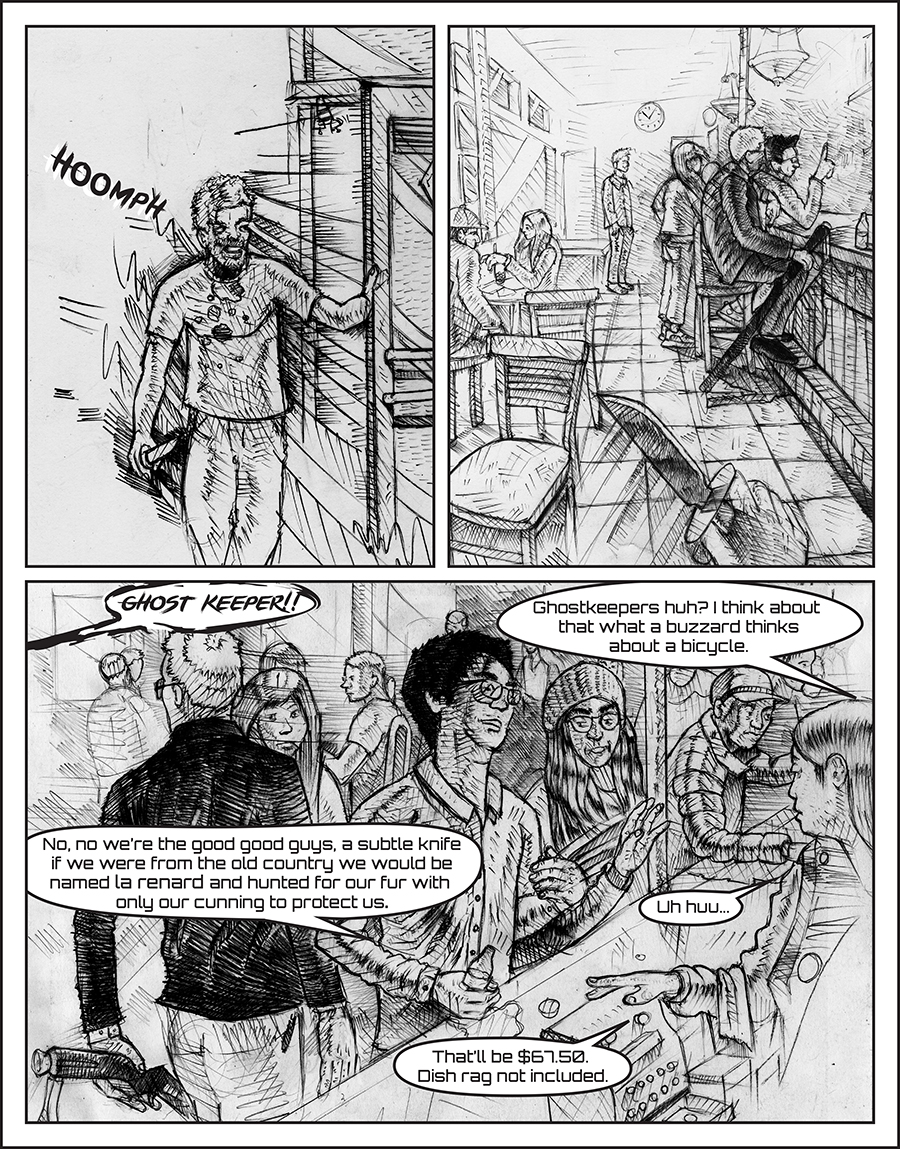 HOOMPH
GHOST KEEPER!!
Ghostkeepers huh? I think about
that what a buzzard thinks
about a bicycle.
No, no we're the good good guys, a subtle knife
if we were from the old country we would be
named la renard and hunted for our fur with
only our cunning to protect us.
Uh huu...
That'll be $67.50.
Dish rag not included.